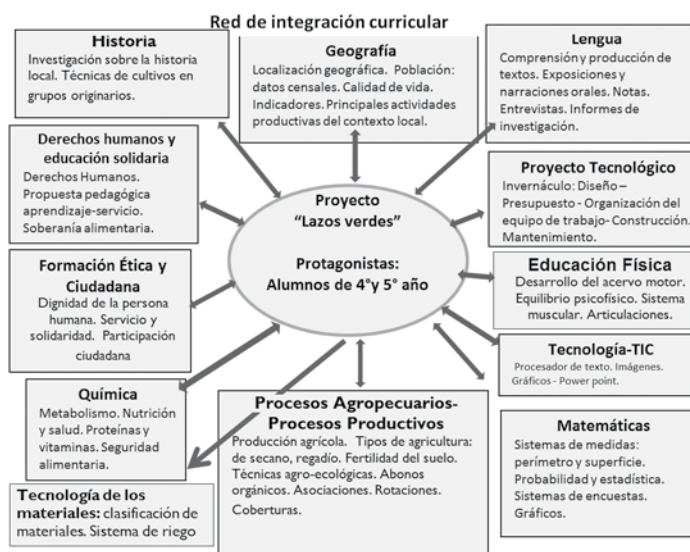 Red de integración curricular
Historia
Investigación sobre la historia
local. Técnicas de cultivos en
grupos originarios.
Geografía
Localización geográfica. Población:
datos censales. Calidad de vida.
Indicadores. Principales actividades
productivas del contexto local.
Lengua
Comprensión y producción de
textos. Exposiciones y
narraciones orales. Notas.
Entrevistas. Informes de
investigación.
Derechos humanos y
educación solidaria
Derechos Humanos.
Propuesta pedagógica
aprendizaje-servicio.
Soberanía alimentaria.
Proyecto
“Lazos verdes”
Protagonistas:
Alumnos de 4°y 5° año
Proyecto Tecnológico
Invernáculo: Diseño –
Presupuesto - Organización del
equipo de trabajo- Construcción.
Mantenimiento.
Formación Ética y
Ciudadana
Dignidad de la persona
humana. Servicio y
solidaridad. Participación
ciudadana
Educación Física
Desarrollo del acervo motor.
Equilibrio psicofísico. Sistema
muscular. Articulaciones.
Tecnología-TIC
Procesador de texto. Imágenes.
Gráficos - Power point.
Química
Metabolismo. Nutrición
y salud. Proteínas y
vitaminas. Seguridad
alimentaria.
Procesos Agropecuarios-
Procesos Productivos
Producción agrícola. Tipos de agricultura:
de secano, regadío. Fertilidad del suelo.
Técnicas agro-ecológicas. Abonos
orgánicos. Asociaciones. Rotaciones.
Coberturas.
Matemáticas
Sistemas de medidas:
perímetro y superficie.
Probabilidad y estadística.
Sistemas de encuestas.
Gráficos.
Tecnología de los
materiales: clasificación de
materiales. Sistema de riego